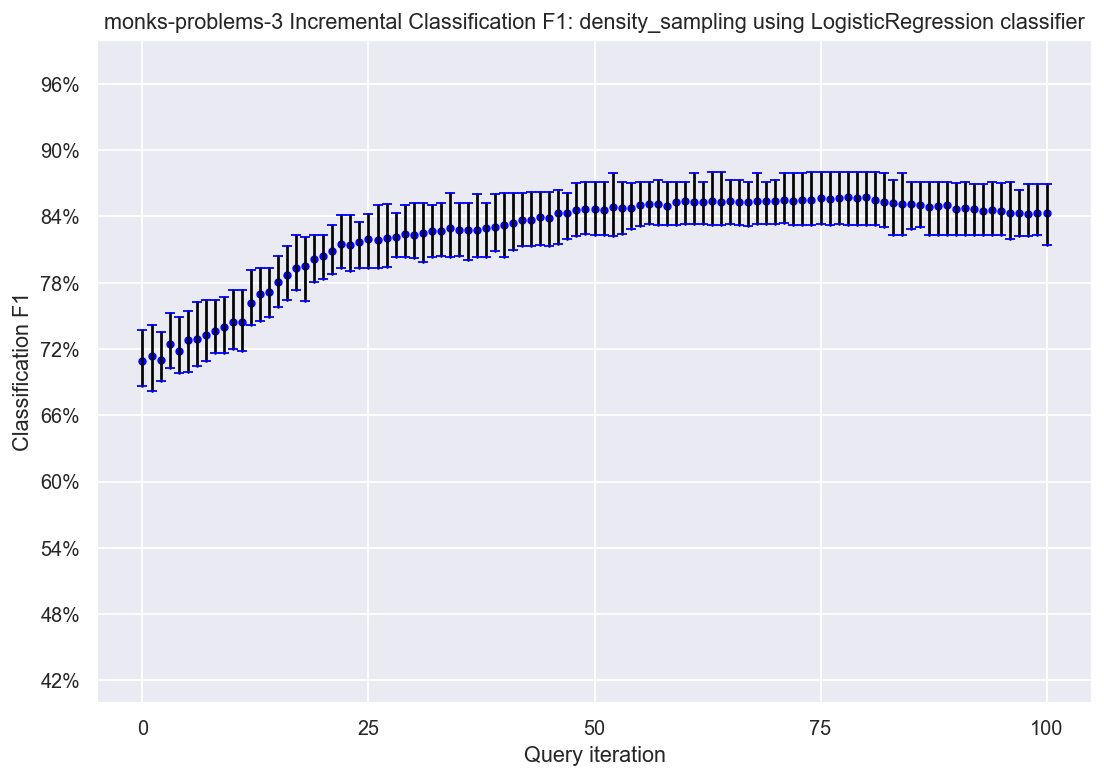 monks-problems-3 Incremental Classification F1: density_sampling using LogisticRegression classifier
96%
90%
84%
78%
72%
66%
60%
54%
48%
42%
Classification F1
0 25 50 75 100
Query iteration